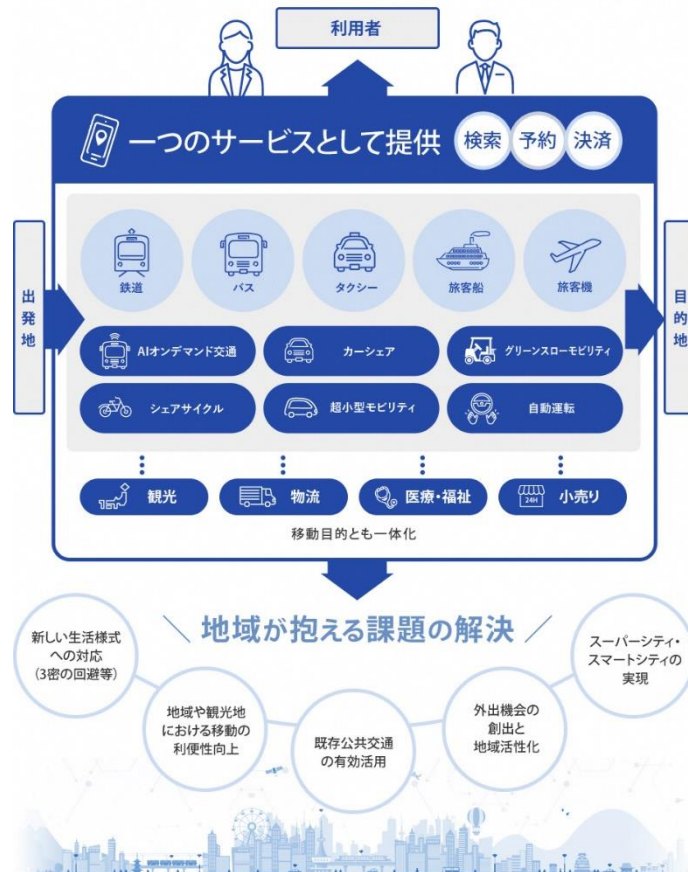 利用者
一つのサービスとして提供
検索
予約
決済
出発地
目的地
鉄道
バス
タクシー
旅客船
旅客機
AIオンデマンド交通
カーシェア
グリーンスローモビリティ
シェアサイクル
超小型モビリティ
自動運転
観光
物流
医療・福祉
24H
小売り
移動目的とも一体化
地域が抱える課題の解決
新しい生活様式
への対応
(3密の回避等)
地域や観光地
における移動の
利便性向上
既存公共交通
の有効活用
外出機会の
創出と
地域活性化
スーパーシティ・
スマートシティの
実現